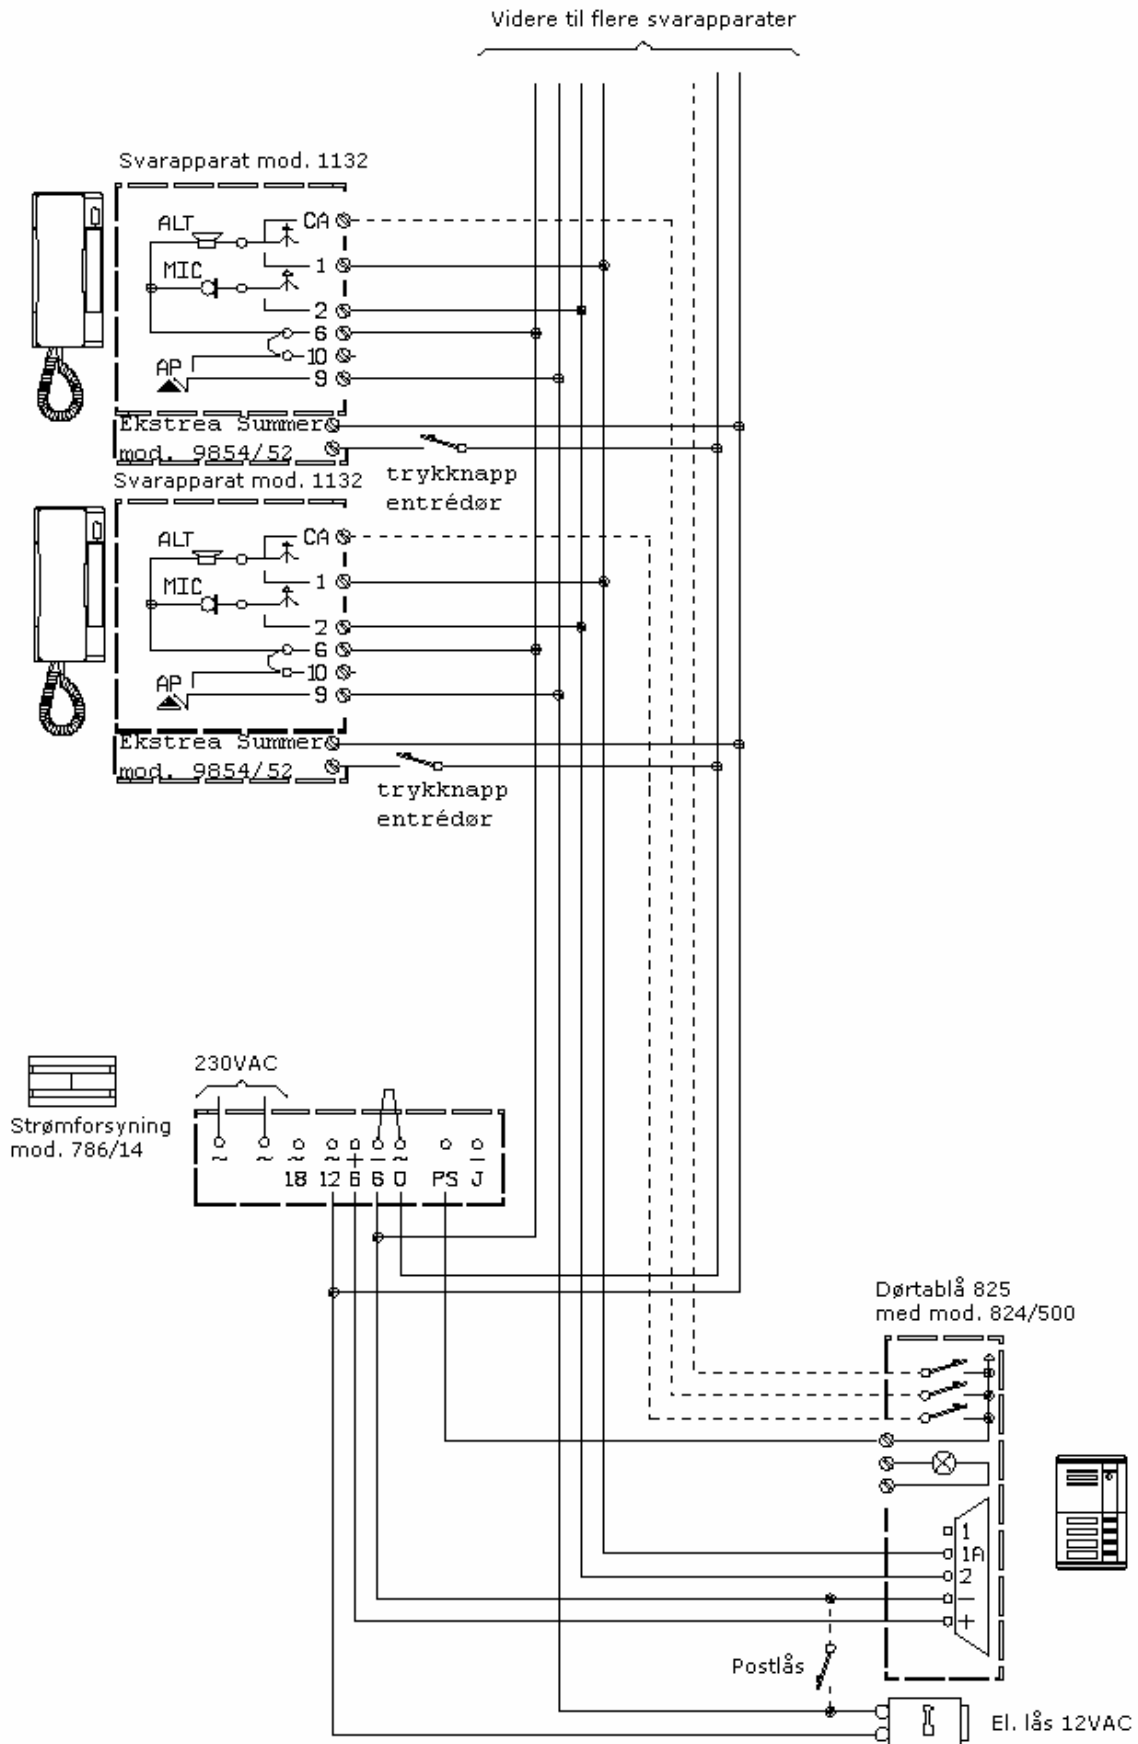 Videre til flere svarapparater
Svarapparat mod. 1132
ALT
CA
MIC
1
2
6
10
AP
9
Ekstrea Summer
mod. 9854/52
trykknapp
entrédør
Svarapparat mod. 1132
ALT
CA
MIC
1
2
6
10
AP
9
Ekstrea Summer
mod. 9854/52
trykknapp
entrédør
230VAC
Strømforsyning
mod. 786/14
~ ~ ~ ~ + − ~ −
18 12 6 6 0 PS J
Dørtablå 825
med mod. 824/500
1
1A
2
−
+
Postlås
El. lås 12VAC